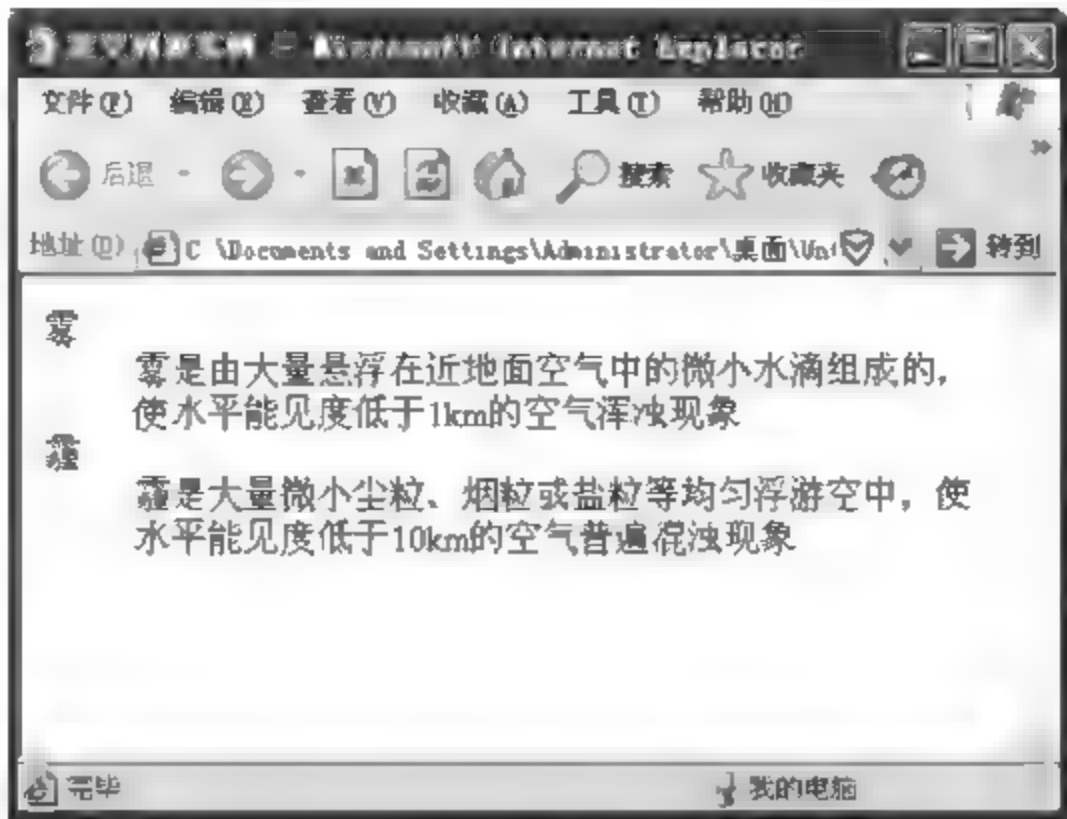 Microsoft Internet Explorer
文件(F) 编辑(E) 查看(V) 收藏(A) 工具(T) 帮助(H)
后退 搜索 收藏夹
地址(D) C \Documents and Settings\Administrator\桌面\Unt 转到
雾
雾是由大量悬浮在近地面空气中的微小水滴组成的，
使水平能见度低于1km的空气浑浊现象
霾
霾是大量微小尘粒、烟粒或盐粒等均匀浮游空中，使
水平能见度低于10km的空气普遍混浊现象
完毕 我的电脑